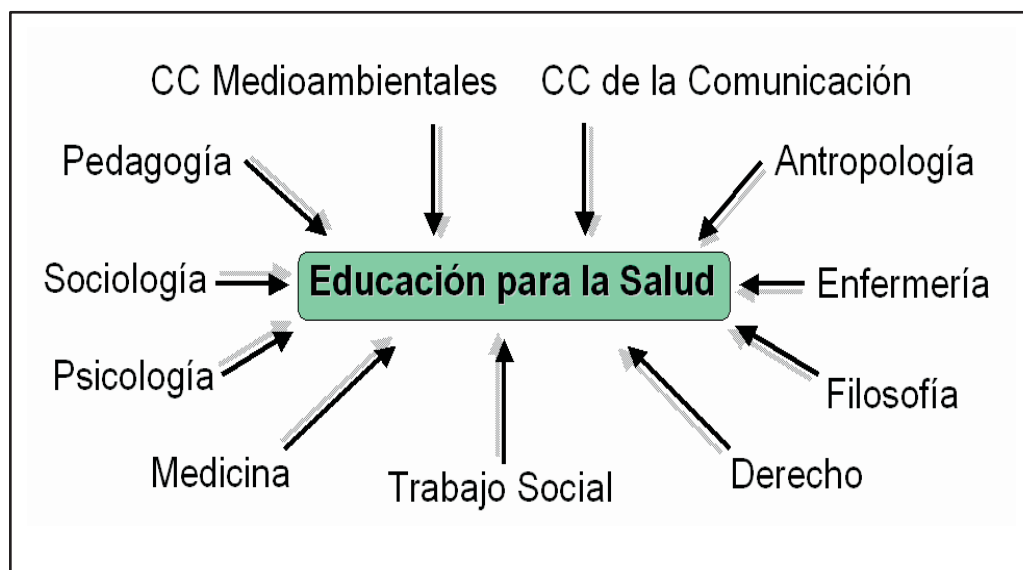 CC Medioambientales
CC de la Comunicación
Pedagogía
Antropología
Sociología
Educación para la Salud
Enfermería
Psicología
Filosofía
Medicina
Trabajo Social
Derecho